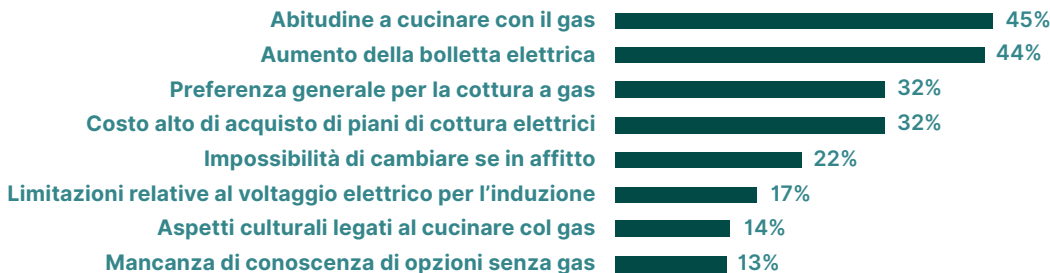 Abitudine a cucinare con il gas 45%
Aumento della bolletta elettrica 44%
Preferenza generale per la cottura a gas 32%
Costo alto di acquisto di piani di cottura elettrici 32%
Impossibilità di cambiare se in affitto 22%
Limitazioni relative al voltaggio elettrico per l’induzione 17%
Aspetti culturali legati al cucinare col gas 14%
Mancanza di conoscenza di opzioni senza gas 13%